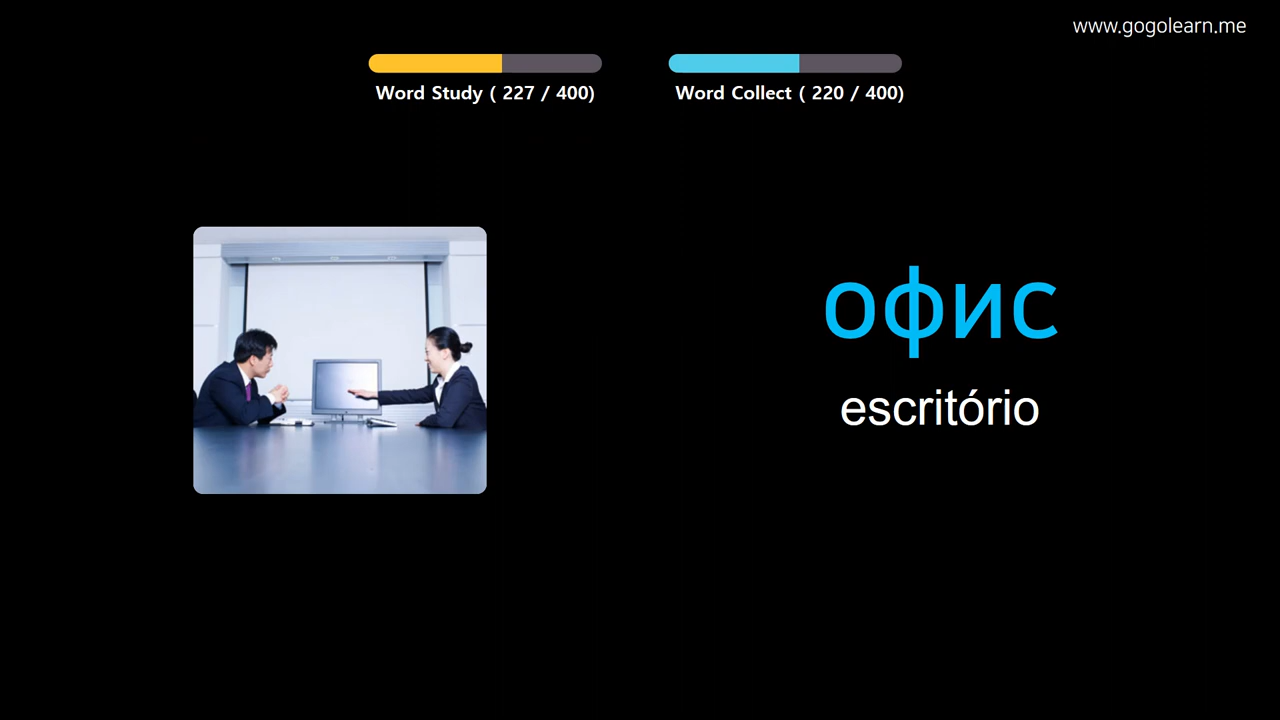 www.gogolearn.me
Word Study ( 227 / 400)
Word Collect ( 220 / 400)
офис
escritório